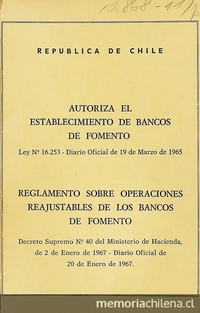 REPUBLICA DE CHILE
AUTORIZA EL
ESTABLECIMIENTO DE BANCOS
DE FOMENTO
Ley Nº 16.253 - Diario Oficial de 19 de Marzo de 1965
REGLAMENTO SOBRE OPERACIONES
REAJUSTABLES DE LOS BANCOS
DE FOMENTO
Decreto Supremo Nº 40 del Ministerio de Hacienda,
de 2 de Enero de 1967 - Diario Oficial de
20 de Enero de 1967.
memoriachilena.cl